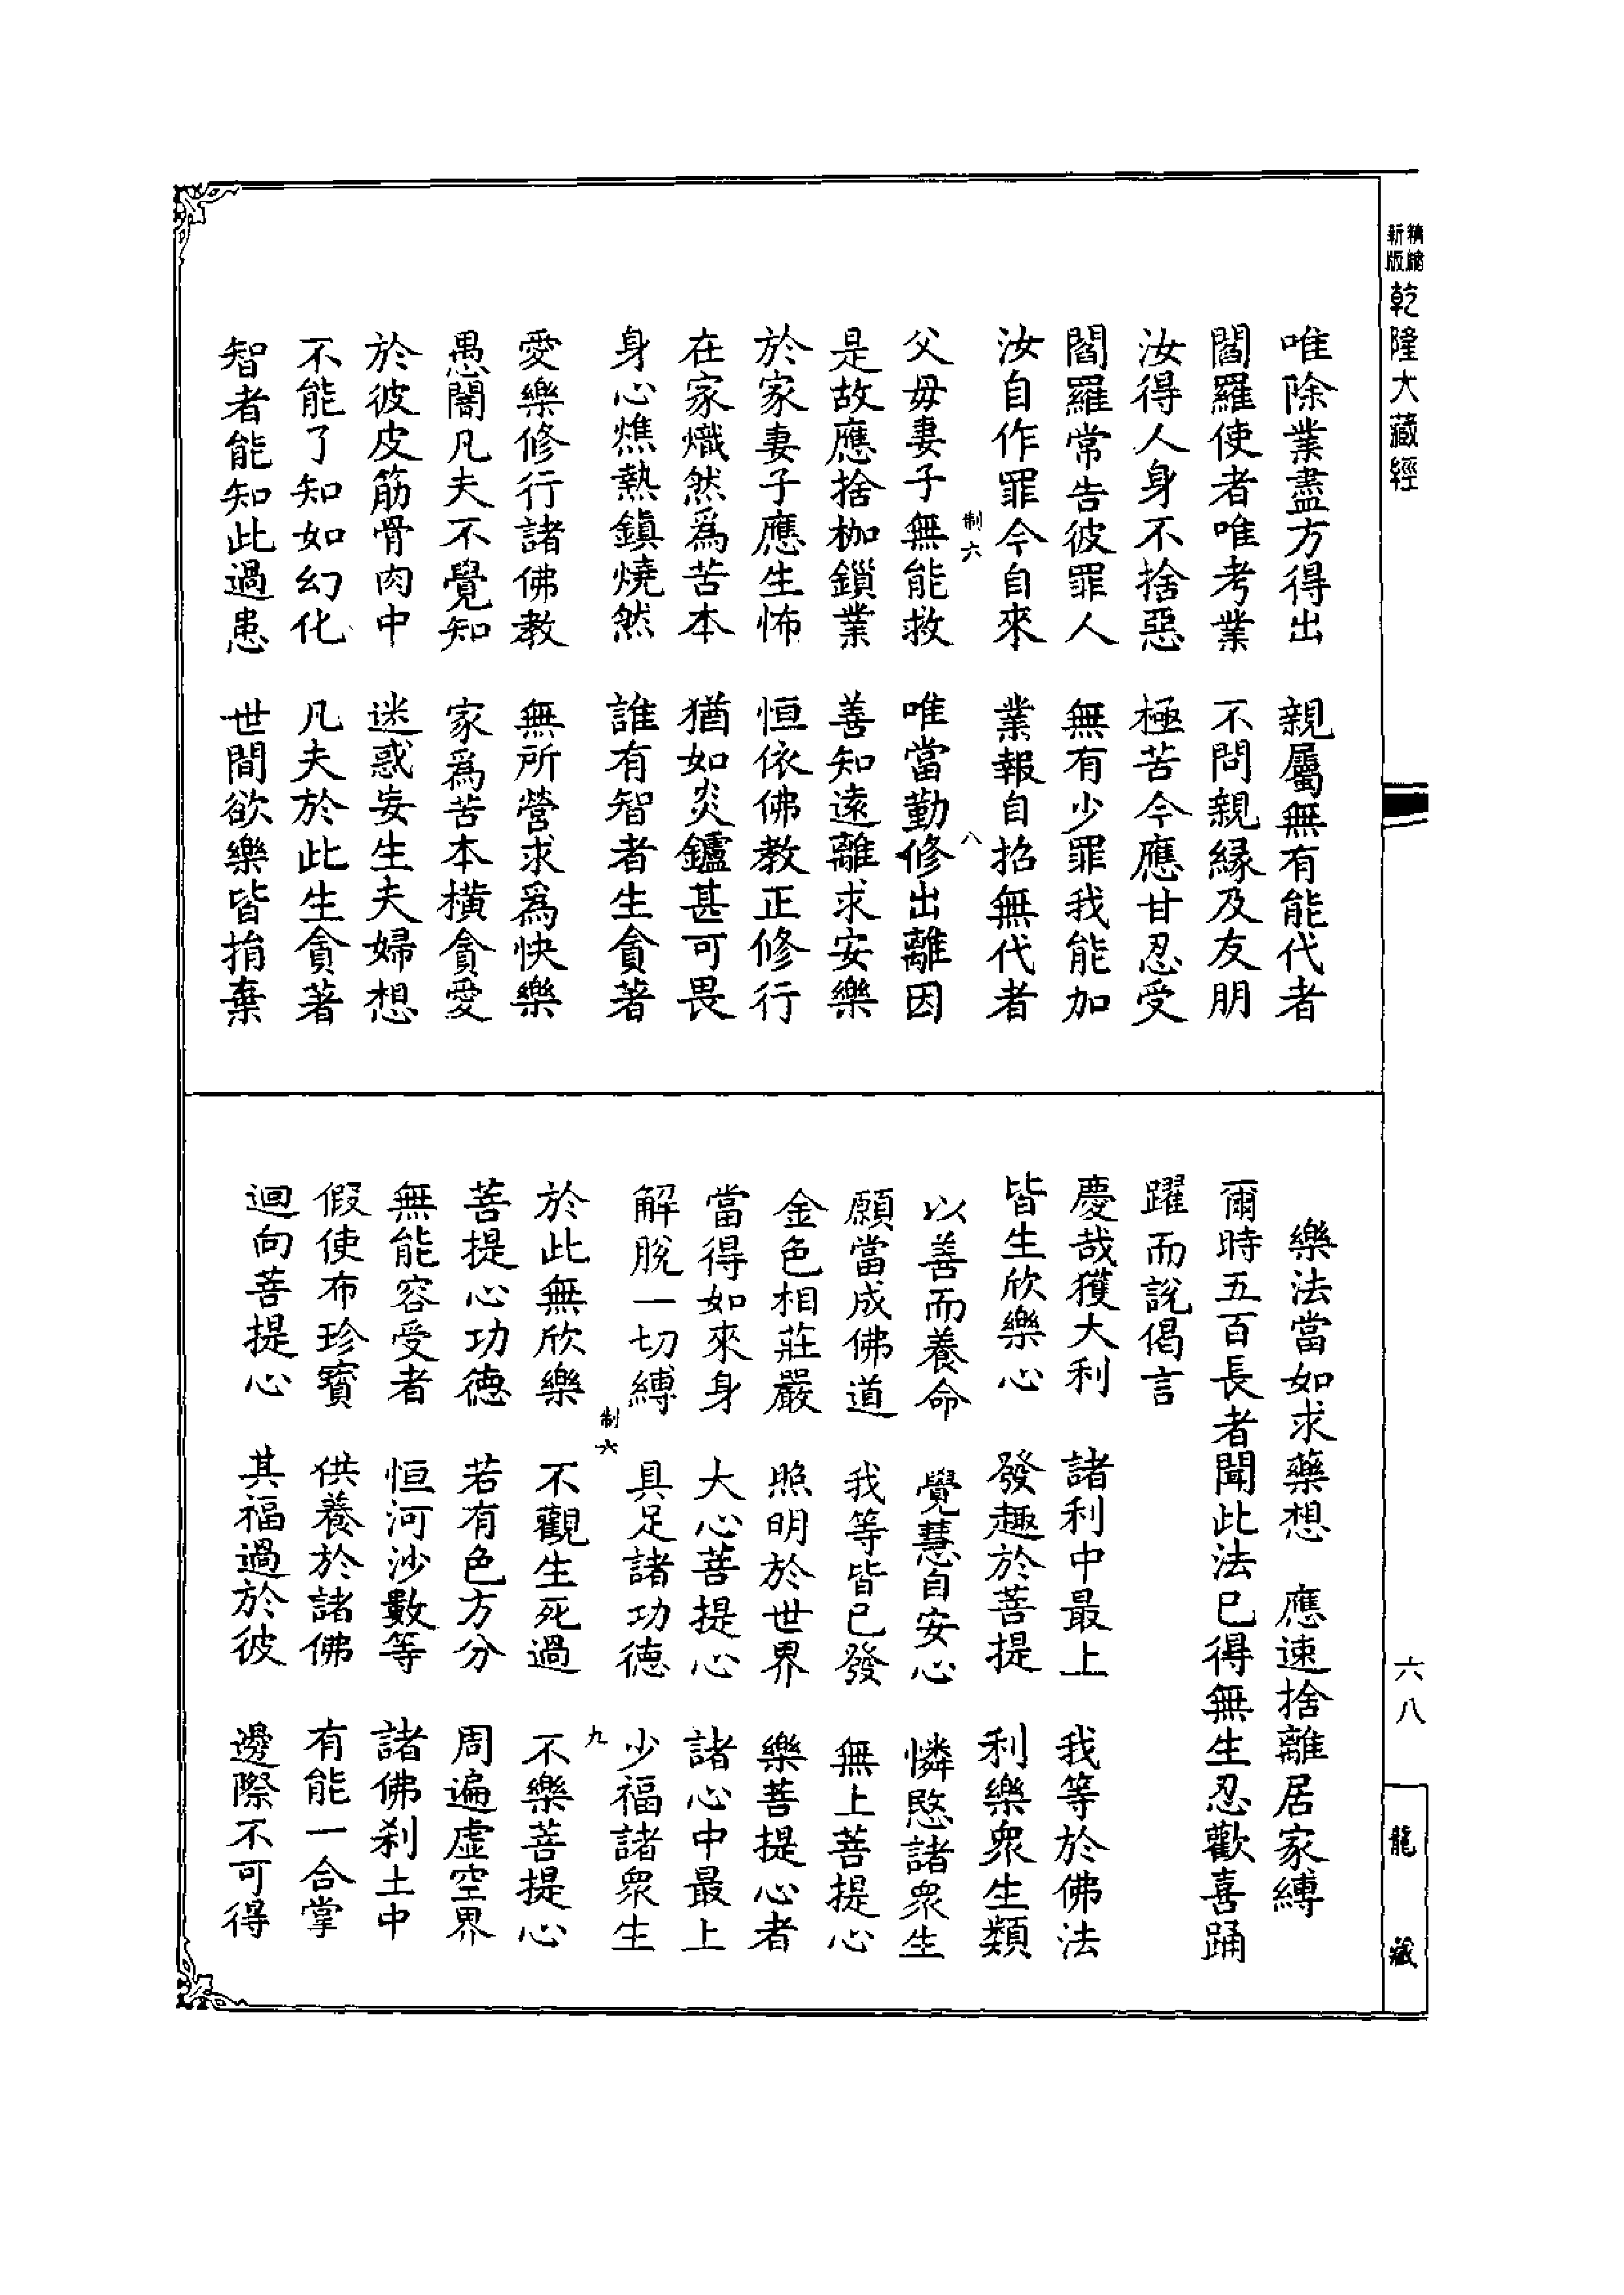 精縮新版乾隆大藏經
唯除業盡方得出　親屬無有能代者
閻羅使者唯考業　不問親緣及友朋
汝得人身不捨惡　極苦今應甘忍受
閻羅常告彼罪人　無有少罪我能加
汝自作罪今自來　業報自招無代者
制六　八
父母妻子無能救　唯當勤修出離因
是故應捨枷鎖業　善知遠離求安樂
於家妻子應生怖　恒依佛教正修行
在家熾然爲苦本　猶如炎鑪甚可畏
身心燋熱鎮燒然　誰有智者生貪著
愛樂修行諸佛教　無所營求爲快樂
愚闇凡夫不覺知　家爲苦本橫貪愛
於彼皮筋骨肉中　迷惑妄生夫婦想
不能了知如幻化　凡夫於此生貪著
智者能知此過患　世間欲樂皆捐棄
樂法當如求藥想　應速捨離居家縛
爾時五百長者聞此法已得無生忍歡喜踊
躍而說偈言
慶哉獲大利　諸利中最上　我等於佛法
皆生欣樂心　發趣於菩提　利樂衆生類
以善而養命　覺慧自安心　憐愍諸衆生
願當成佛道　我等皆已發　無上菩提心
金色相莊嚴　照明於世界　樂菩提心者
當得如來身　大心菩提心　諸心中最上
解脫一切縛　具足諸功德　少福諸衆生
制六　九
於此無欣樂　不觀生死過　不樂菩提心
菩提心功德　若有色方分　周遍虛空界
無能容受者　恒河沙數等　諸佛刹土中
假使布珍寶　供養於諸佛　有能一合掌
迴向菩提心　其福過於彼　邊際不可得
六八
龍藏